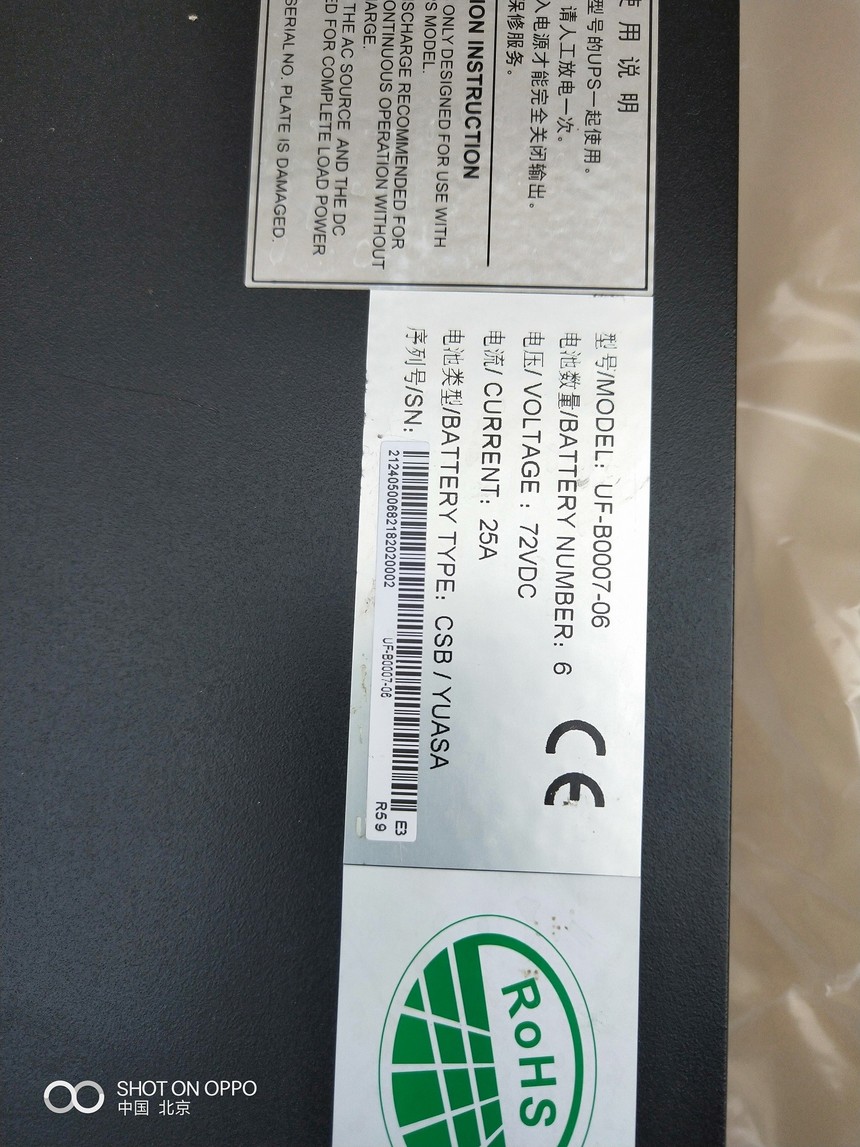 使用说明
型号的UPS一起使用。
请人工放电一次。
入电源才能完全关闭输出。
保修服务。
ION INSTRUCTION
ONLY DESIGNED FOR USE WITH
'S MODEL.
SCHARGE RECOMMENDED FOR
ONTINUOUS OPERATION WITHOUT
ARGE.
THE AC SOURCE AND THE DC
ED FOR COMPLETE LOAD POWER
SERIAL NO. PLATE IS DAMAGED.
型号/MODEL: UF-B0007-06
电池数量/BATTERY NUMBER: 6
电压/ VOLTAGE : 72VDC
电流/ CURRENT: 25A
电池类型/BATTERY TYPE: CSB / YUASA
序列号/SN:
21240500682182020002 UF-B0007-06
E3
R59
CE
RoHS
SHOT ON OPPO
中国 北京